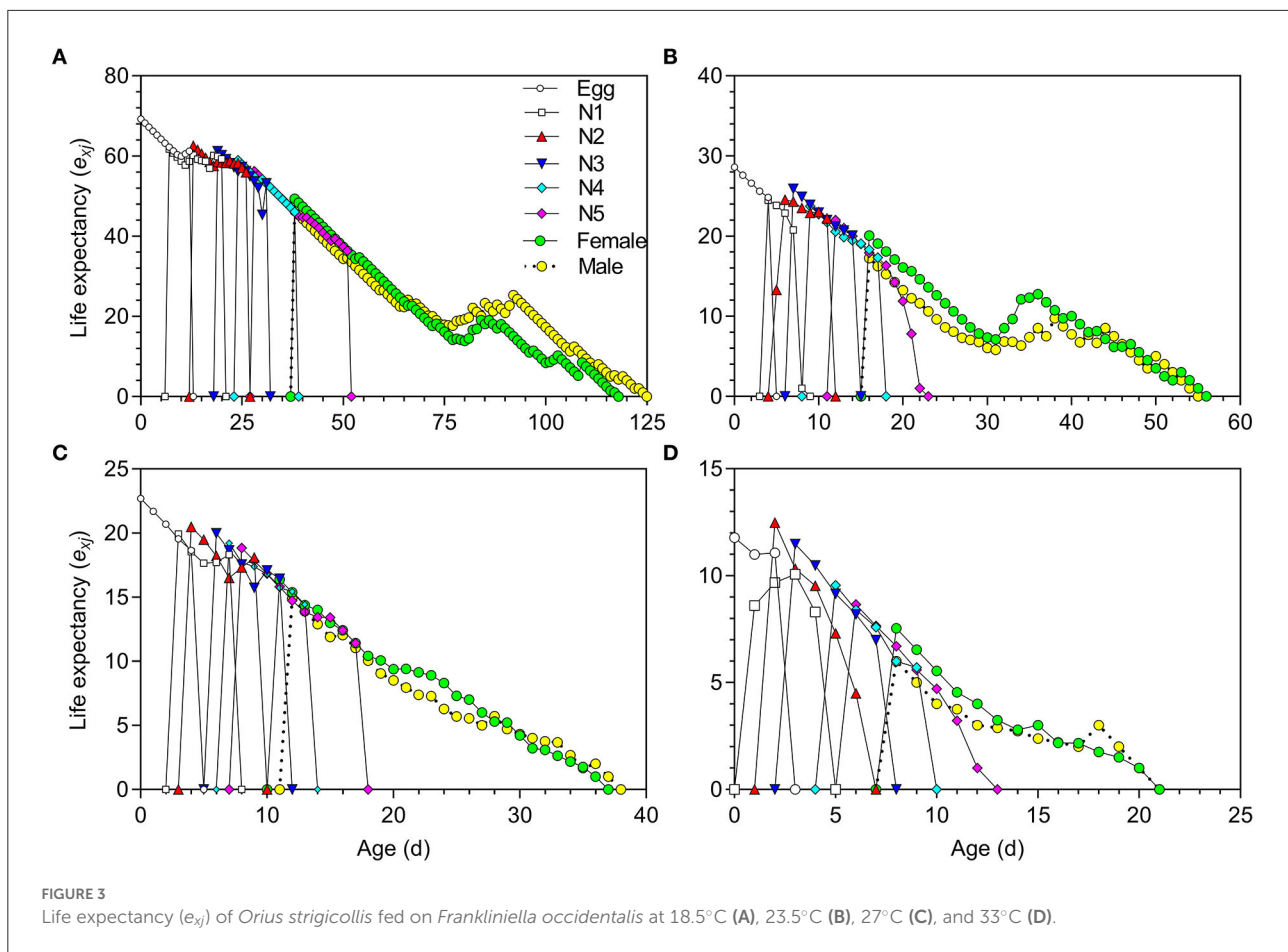 A
80
60
40
20
0
0 25 50 75 100 125
Life expectancy (exj)
Egg
N1
N2
N3
N4
N5
Female
Male
B
40
30
20
10
0
0 10 20 30 40 50 60
C
25
20
15
10
5
0
0 10 20 30 40
Life expectancy (exj)
Age (d)
D
15
10
5
0
0 5 10 15 20 25
Age (d)
FIGURE 3
Life expectancy (exj) of Orius strigicollis fed on Frankliniella occidentalis at 18.5°C (A), 23.5°C (B), 27°C (C), and 33°C (D).